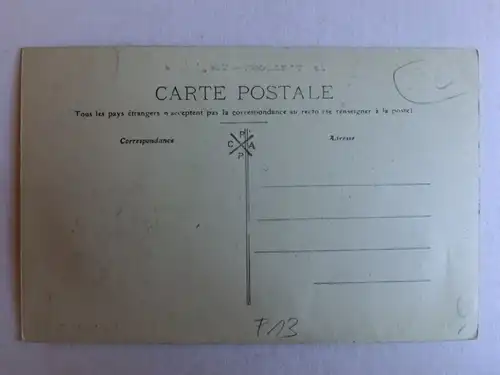 CARTE POSTALE
Tous les pays étrangers n'acceptent pas la correspondance au recto (se renseigner à la poste)
Correspondance
Adresse
P
C A
P
F13